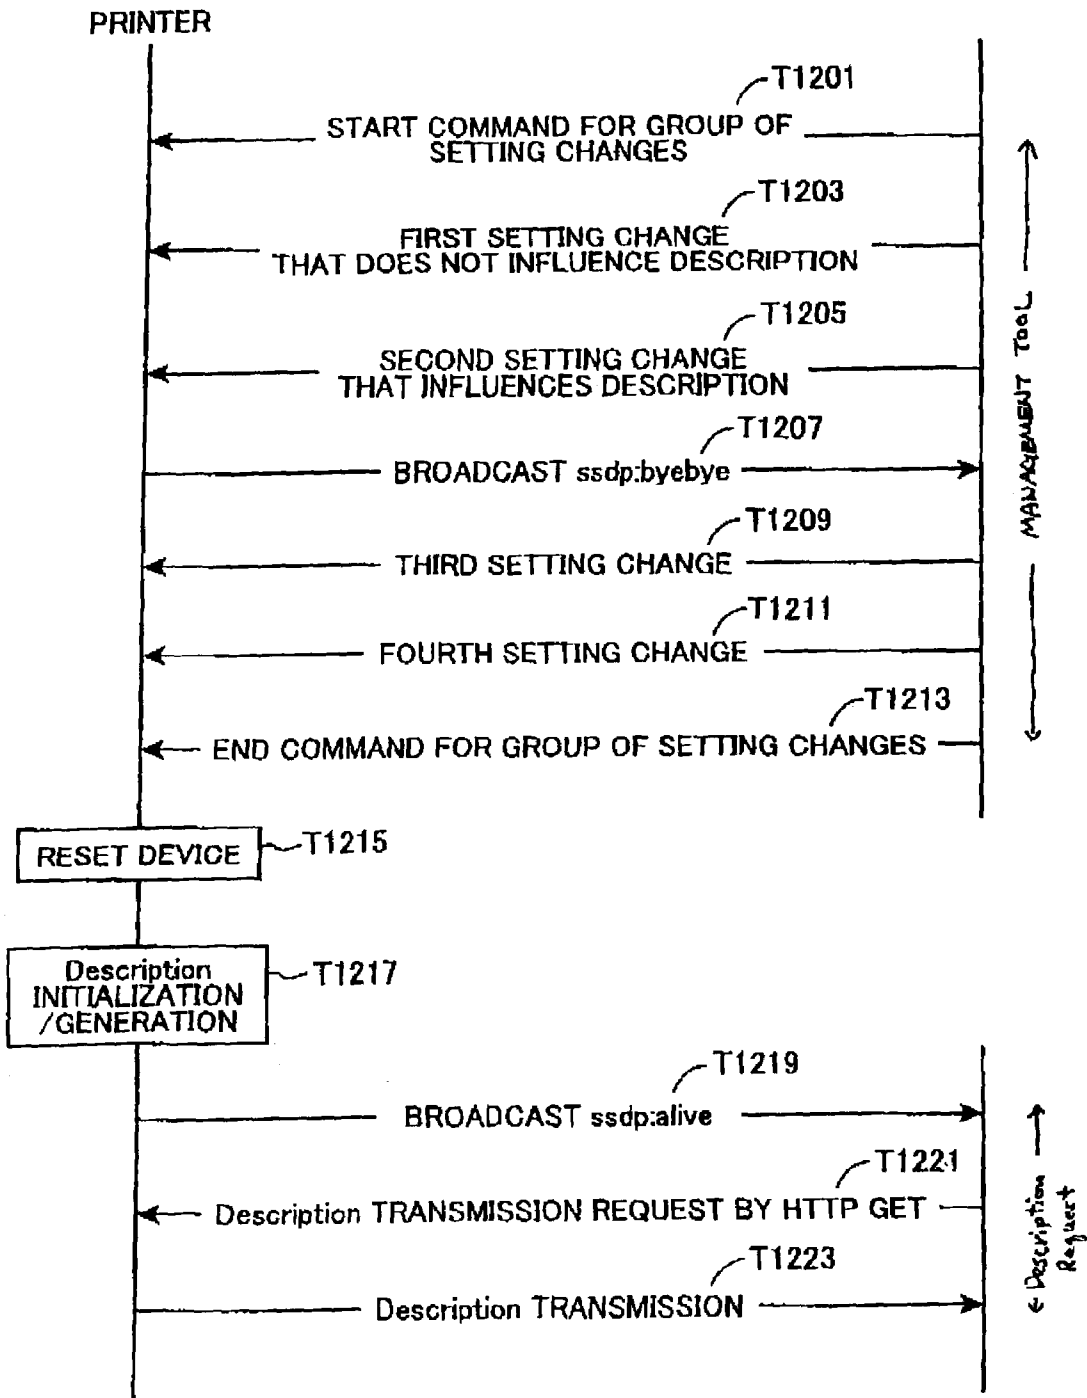 PRINTER
T1201
START COMMAND FOR GROUP OF
SETTING CHANGES
T1203
FIRST SETTING CHANGE
THAT DOES NOT INFLUENCE DESCRIPTION
T1205
SECOND SETTING CHANGE
THAT INFLUENCES DESCRIPTION
T1207
BROADCAST ssdp:byebye
T1209
THIRD SETTING CHANGE
T1211
FOURTH SETTING CHANGE
T1213
END COMMAND FOR GROUP OF SETTING CHANGES
MANAGEMENT TOOL
RESET DEVICE
T1215
Description
INITIALIZATION
/GENERATION
T1217
T1219
BROADCAST ssdp:alive
T1221
Description TRANSMISSION REQUEST BY HTTP GET
T1223
Description TRANSMISSION
Description
Request